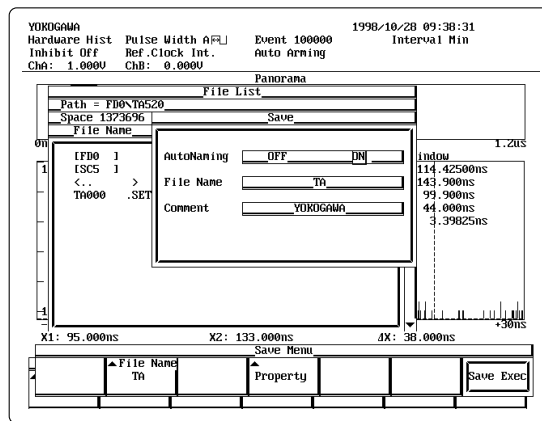 YOKOGAWA 1998/10/28 09:38:31
Hardware Hist Pulse Width A Event 100000 Interval Min
Inhibit Off Ref.Clock Int. Auto Arming
ChA: 1.000V ChB: 0.000V
Panorama
File List
Path = FD0\TA520
Space 1373696 Save
File Name
0n 1.2us
[FD0 ] AutoNaming OFF ON indow
1 [SC5 ] 114.42500ns
<.. > File Name TA 143.900ns
TA000 .SET 99.900ns
Comment YOKOGAWA 44.000ns
3.39825ns
1
+30ns
X1: 95.000ns X2: 133.000ns ΔX: 38.000ns
Save Menu
File Name
TA Property Save Exec